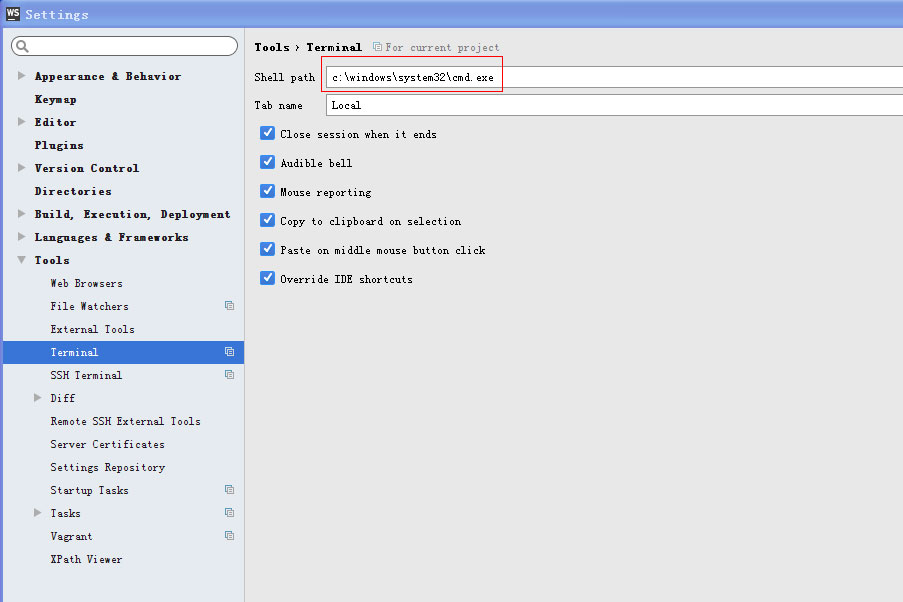 WS Settings
Appearance & Behavior
Keymap
Editor
Plugins
Version Control
Directories
Build, Execution, Deployment
Languages & Frameworks
Tools
Web Browsers
File Watchers
External Tools
Terminal
SSH Terminal
Diff
Remote SSH External Tools
Server Certificates
Settings Repository
Startup Tasks
Tasks
Vagrant
XPath Viewer
Tools › Terminal For current project
Shell path c:\windows\system32\cmd.exe
Tab name Local
Close session when it ends
Audible bell
Mouse reporting
Copy to clipboard on selection
Paste on middle mouse button click
Override IDE shortcuts